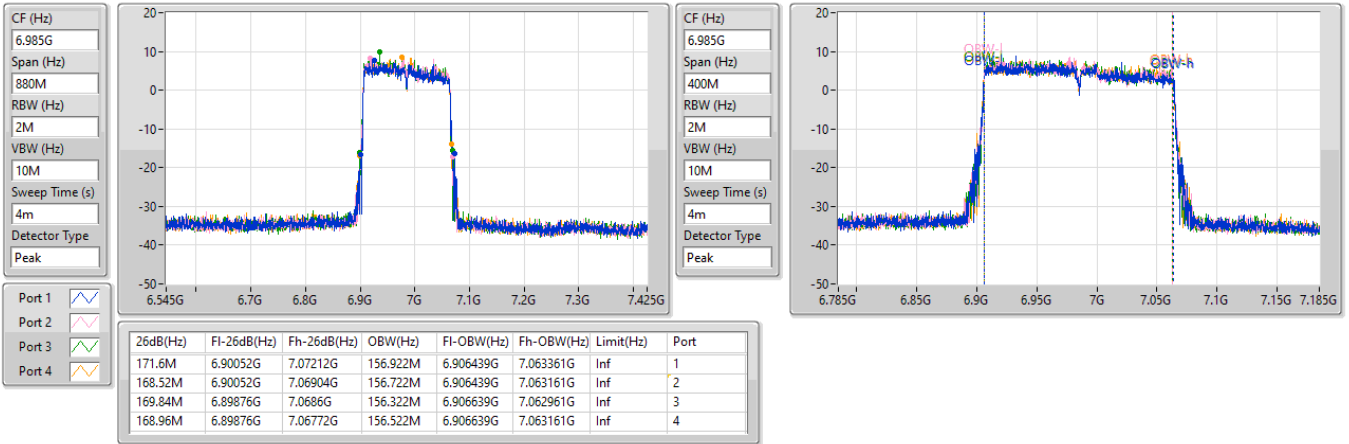 CF (Hz)
6.985G
Span (Hz)
880M
RBW (Hz)
2M
VBW (Hz)
10M
Sweep Time (s)
4m
Detector Type
Peak
20
10
0
-10
-20
-30
-40
-50
6.545G
6.7G
6.8G
6.9G
7G
7.1G
7.2G
7.3G
7.425G
CF (Hz)
6.985G
Span (Hz)
400M
RBW (Hz)
2M
VBW (Hz)
10M
Sweep Time (s)
4m
Detector Type
Peak
20
10
0
-10
-20
-30
-40
-50
OBW-l
OBW-h
6.785G
6.85G
6.9G
6.95G
7G
7.05G
7.1G
7.15G
7.185G
Port 1
Port 2
Port 3
Port 4
26dB(Hz) Fl-26dB(Hz) Fh-26dB(Hz) OBW(Hz) Fl-OBW(Hz) Fh-OBW(Hz) Limit(Hz) Port
171.6M 6.90052G 7.07212G 156.922M 6.906439G 7.063361G Inf 1
168.52M 6.90052G 7.06904G 156.722M 6.906439G 7.063161G Inf 2
169.84M 6.89876G 7.0686G 156.322M 6.906639G 7.062961G Inf 3
168.96M 6.89876G 7.06772G 156.522M 6.906639G 7.063161G Inf 4